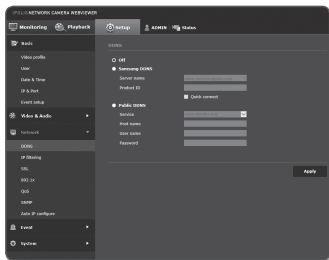 iPOLiS NETWORK CAMERA WEBVIEWER
Monitoring Playback Setup ADMIN Status
Basic
Video profile
User
Date & Time
IP & Port
Event setup
Video & Audio
Network
DDNS
IP filtering
SSL
802.1x
QoS
SNMP
Auto IP configure
Event
System
DDNS
Off
Samsung DDNS
Server name
Product ID
Quick connect
Public DDNS
Service
Host name
User name
Password
Apply